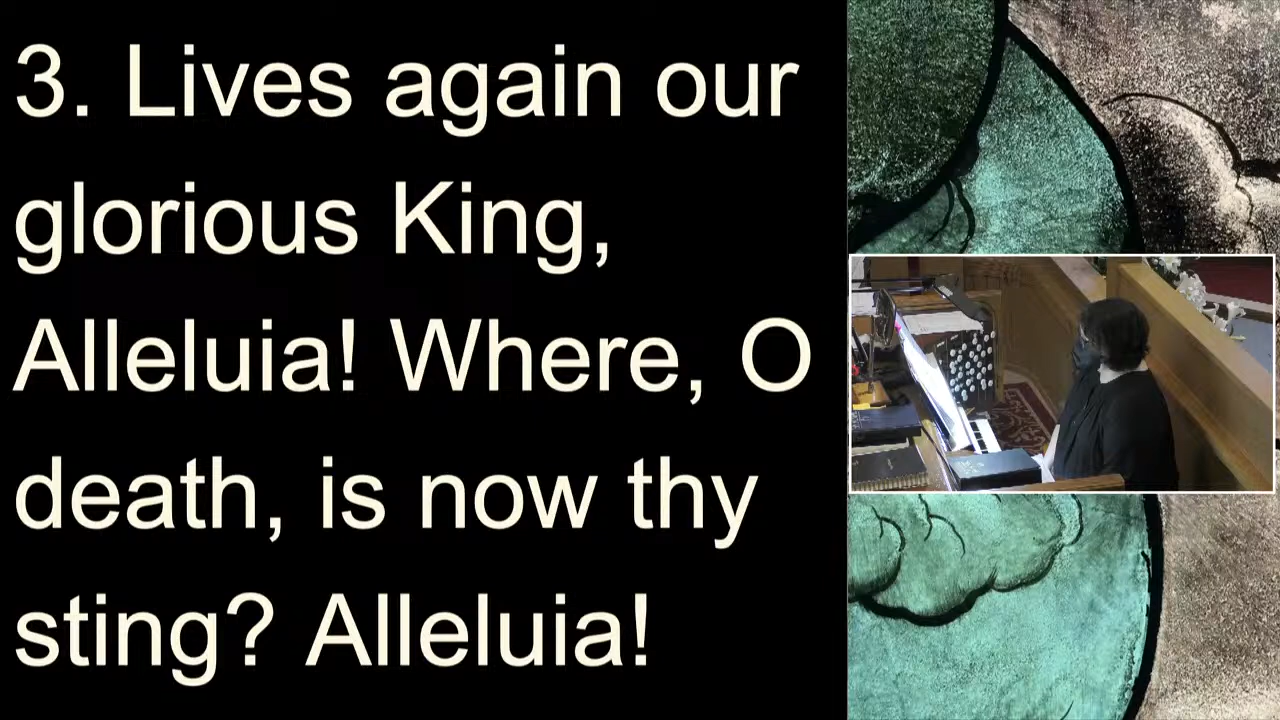 3. Lives again our
glorious King,
Alleluia! Where, O
death, is now thy
sting? Alleluia!